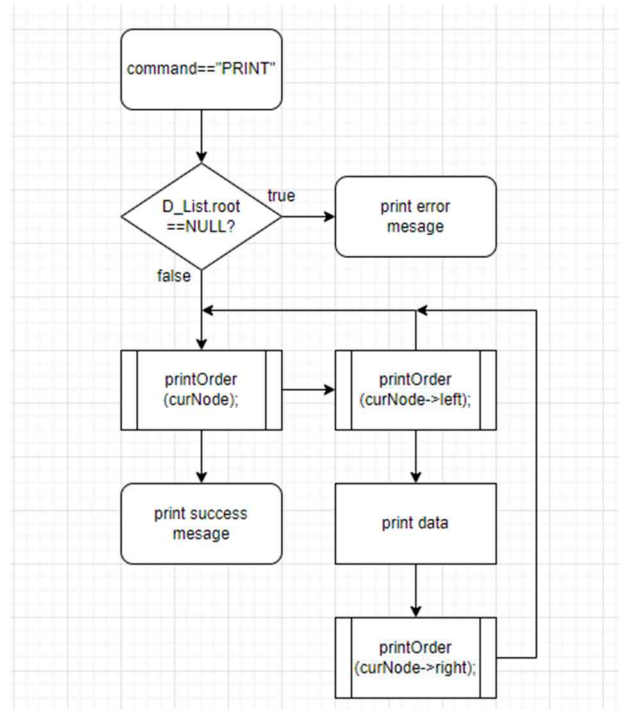 command=="PRINT"
D_List.root
==NULL?
true
print error
mesage
false
printOrder
(curNode);
printOrder
(curNode->left);
print success
mesage
print data
printOrder
(curNode->right);